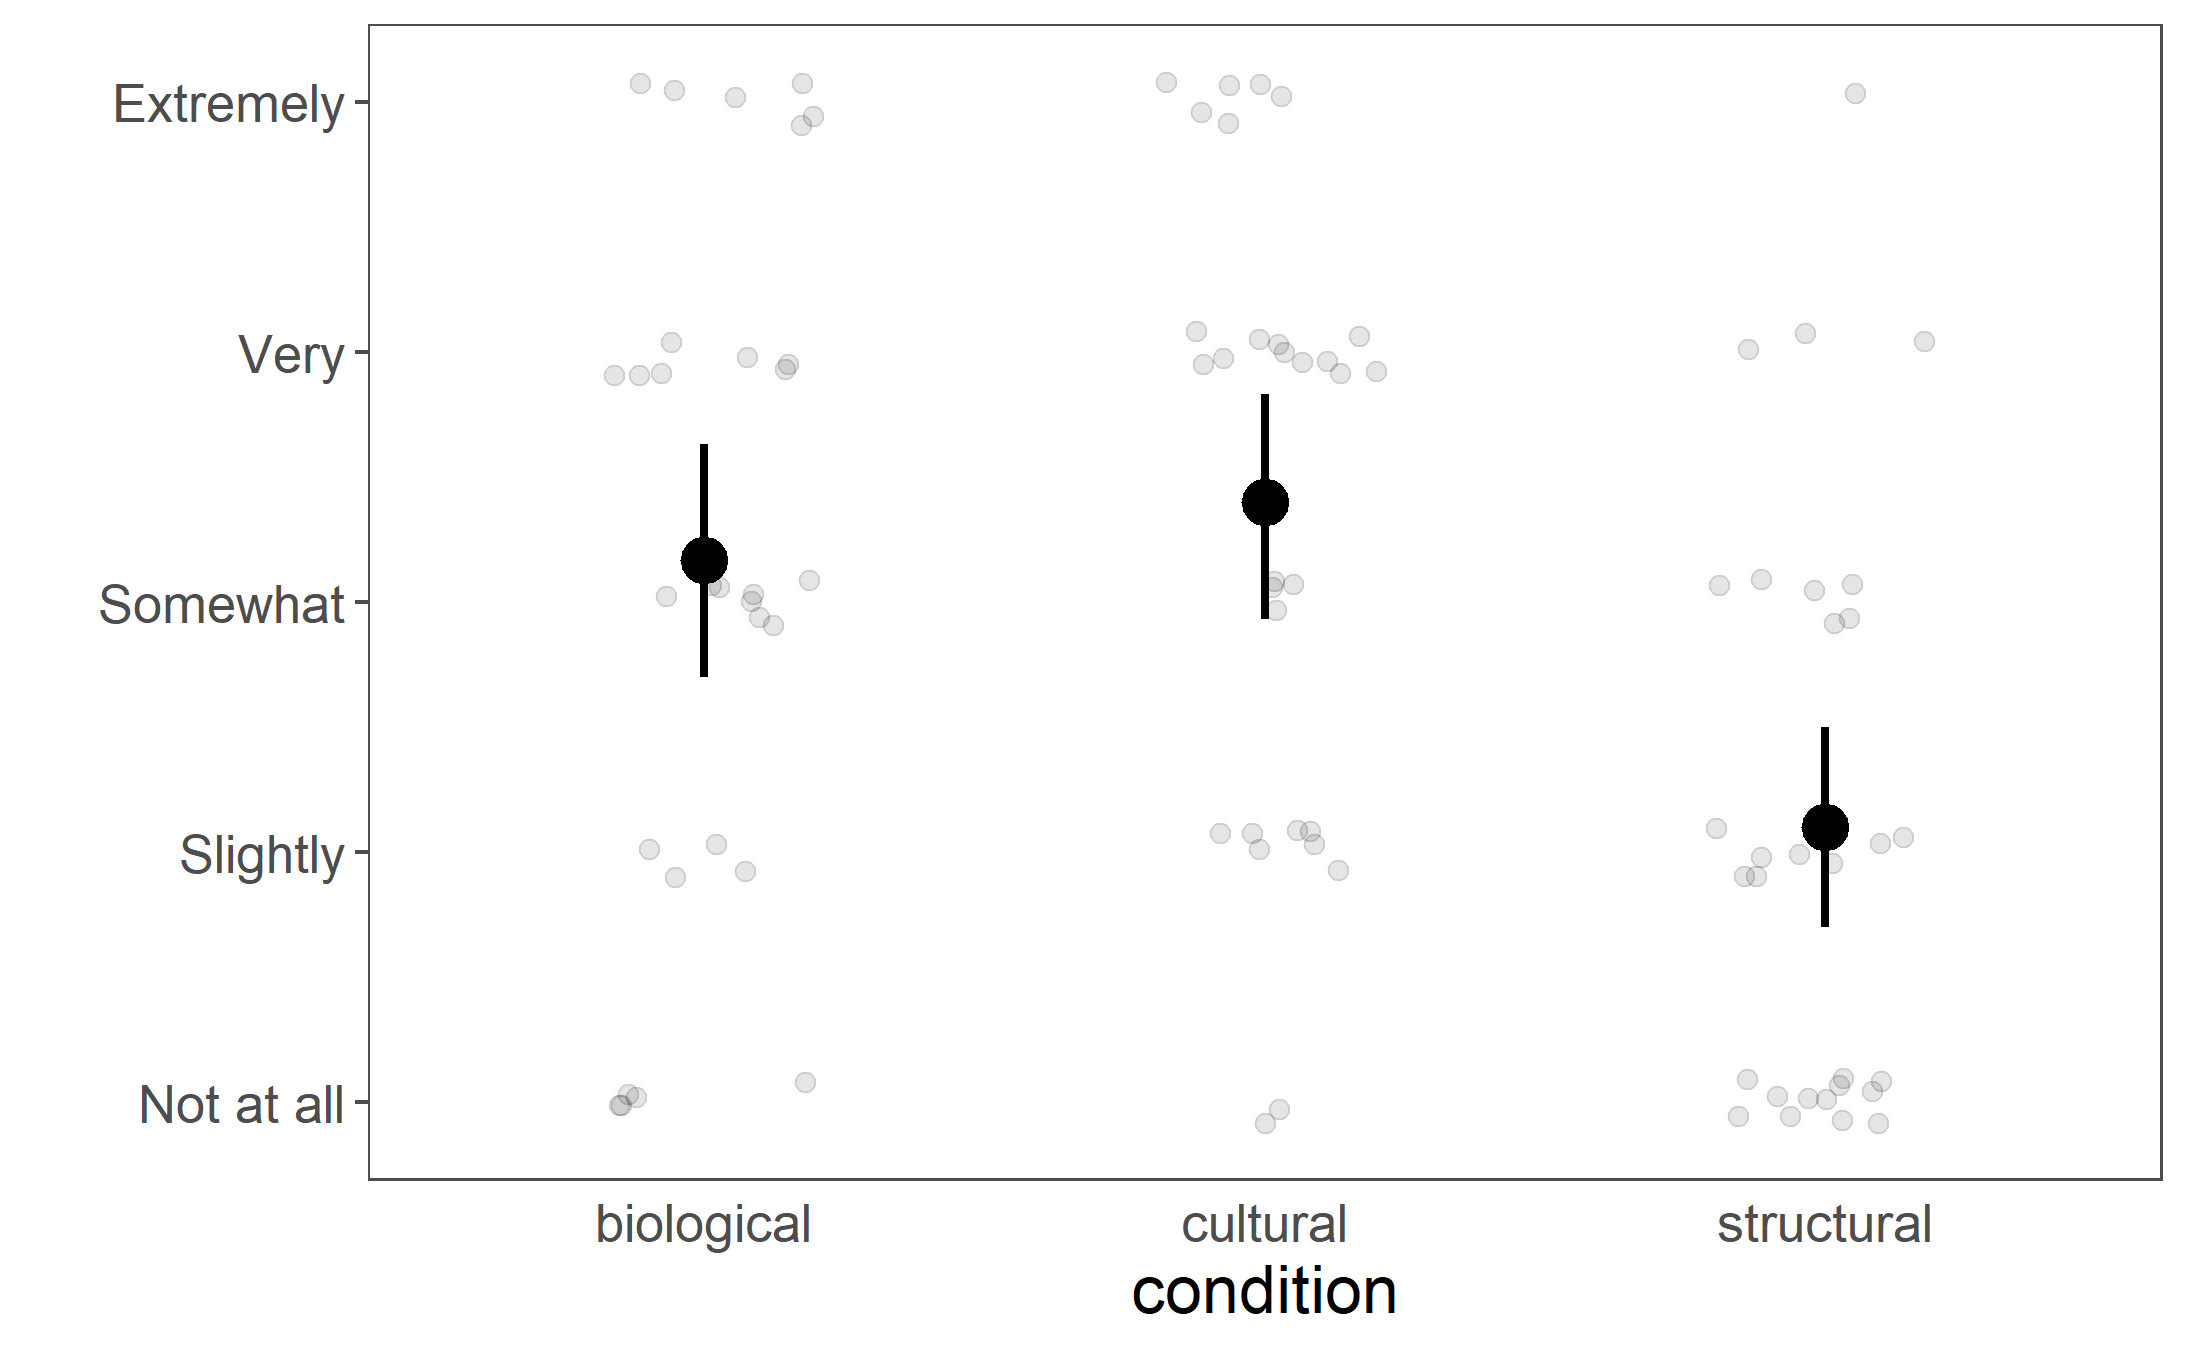 Extremely
Very
Somewhat
Slightly
Not at all
biological cultural structural
condition